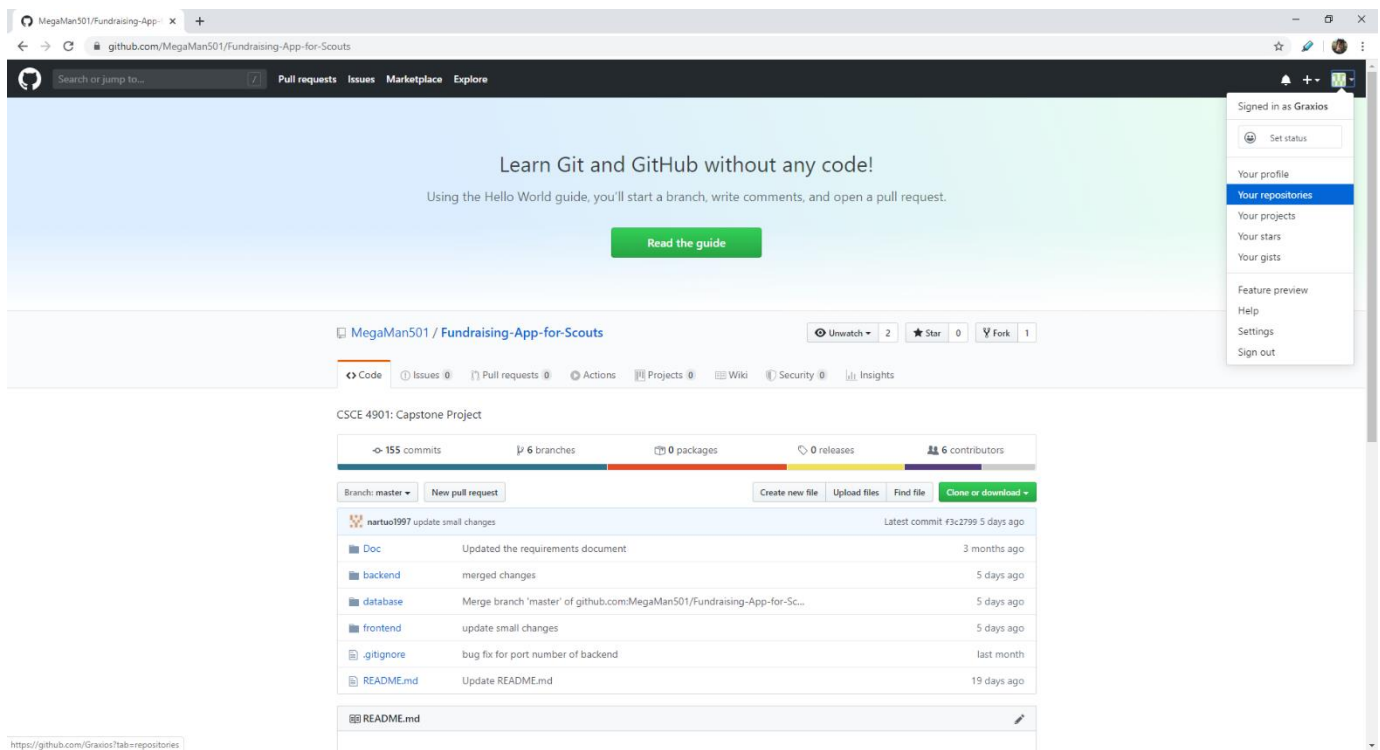 MegaMan501/Fundraising-App-
github.com/MegaMan501/Fundraising-App-for-Scouts
Search or jump to...
/
Pull requests Issues Marketplace Explore
Signed in as Graxios
Set status
Your profile
Your repositories
Your projects
Your stars
Your gists
Feature preview
Help
Settings
Sign out
Learn Git and GitHub without any code!
Using the Hello World guide, you'll start a branch, write comments, and open a pull request.
Read the guide
MegaMan501 / Fundraising-App-for-Scouts
Unwatch 2 Star 0 Fork 1
Code Issues 0 Pull requests 0 Actions Projects 0 Wiki Security 0 Insights
CSCE 4901: Capstone Project
155 commits 6 branches 0 packages 0 releases 6 contributors
Branch: master New pull request Create new file Upload files Find file Clone or download
nartuo1997 update small changes Latest commit f3c2799 5 days ago
Doc Updated the requirements document 3 months ago
backend merged changes 5 days ago
database Merge branch 'master' of github.com:MegaMan501/Fundraising-App-for-Sc... 5 days ago
frontend update small changes 5 days ago
.gitignore bug fix for port number of backend last month
README.md Update README.md 19 days ago
README.md
https://github.com/Graxios?tab=repositories